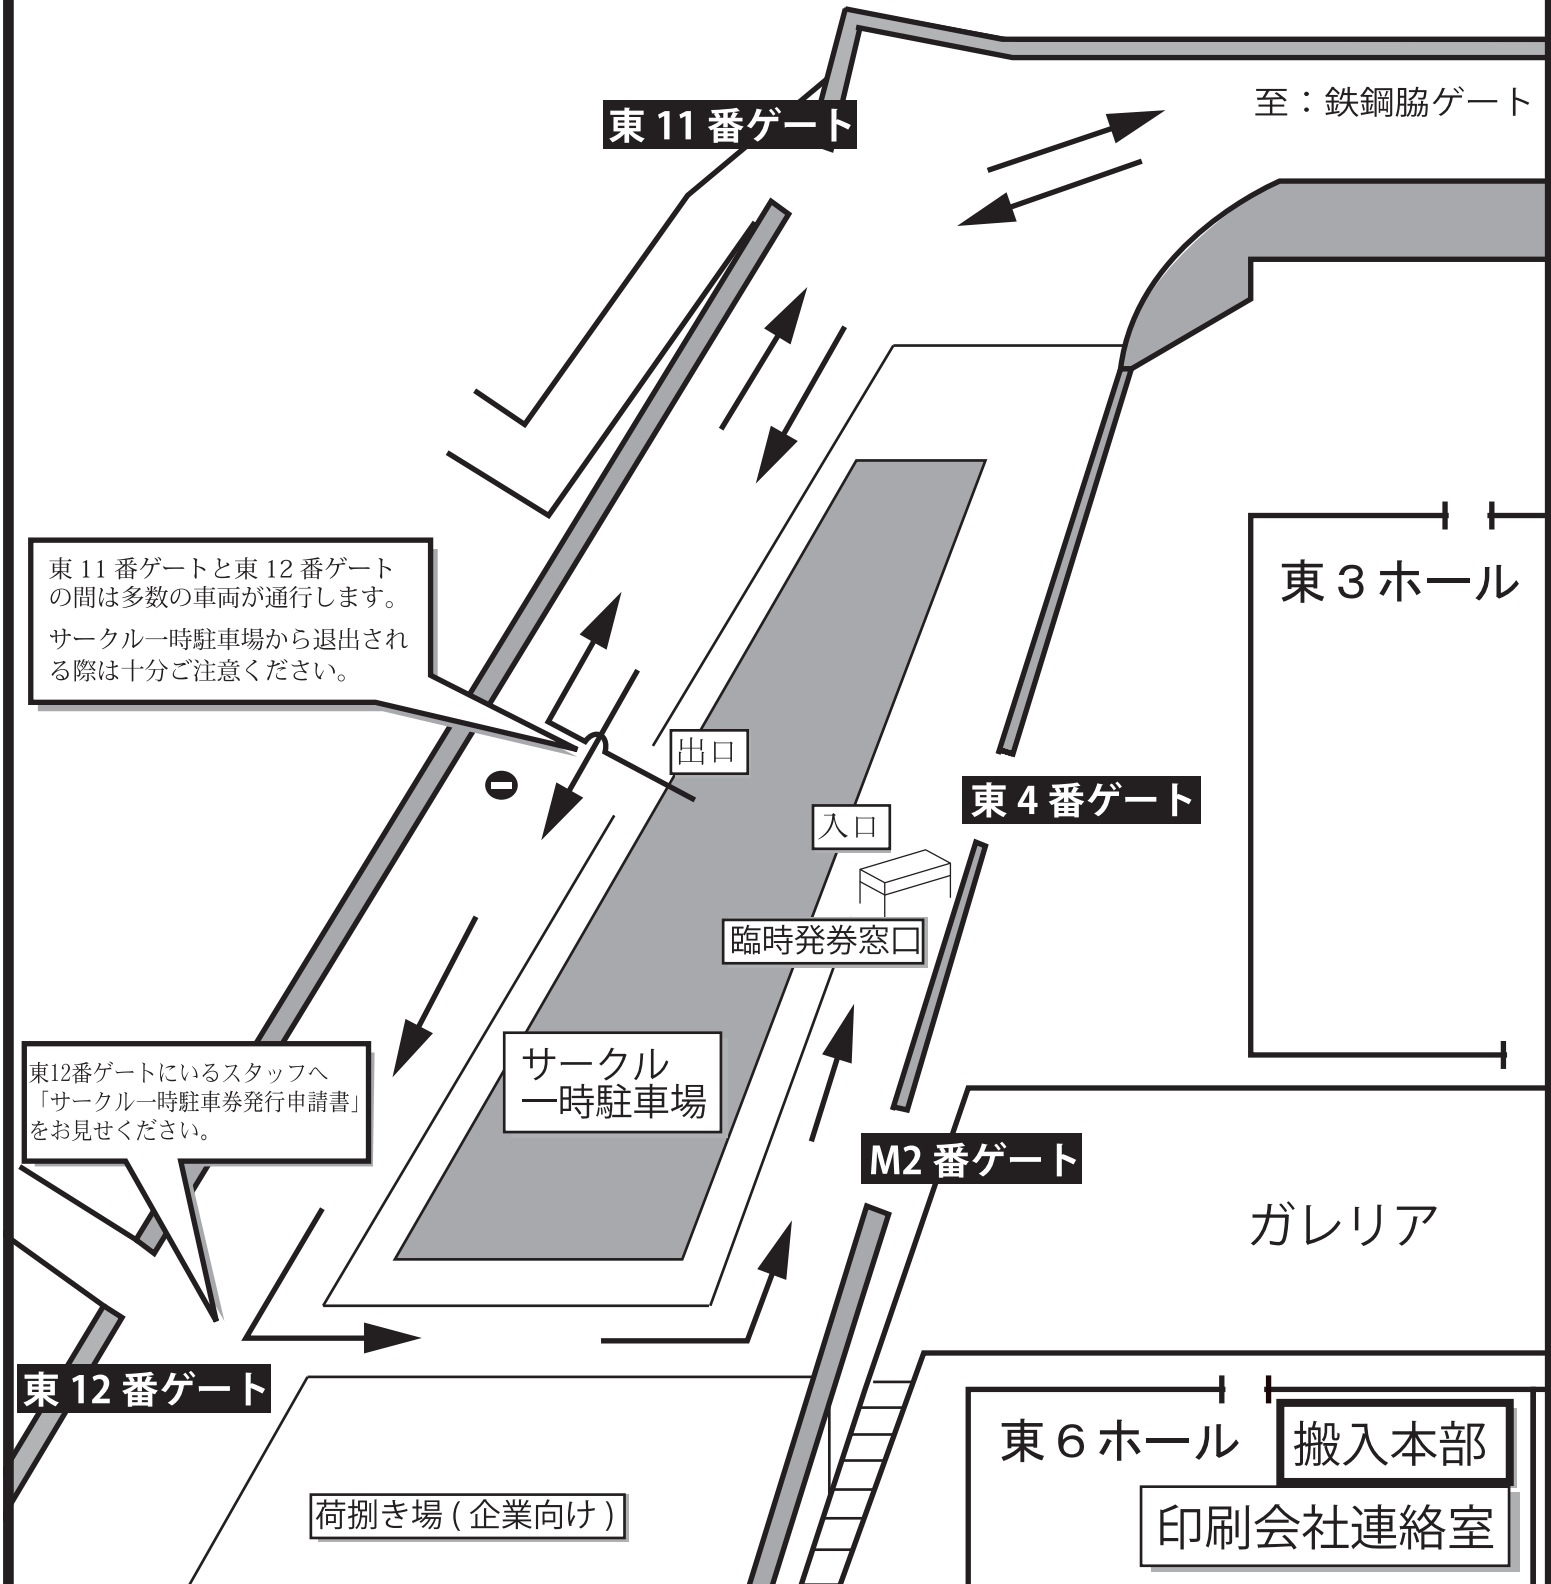 至：鉄鋼脇ゲート
東 11 番ゲート
東 11 番ゲートと東 12 番ゲート
の間は多数の車両が通行します。
サークル一時駐車場から退出され
る際は十分ご注意ください。
東 3 ホール
出口
東 4 番ゲート
入口
臨時発券窓口
サークル
一時駐車場
東12番ゲートにいるスタッフへ
「サークル一時駐車券発行申請書」
をお見せください。
M2 番ゲート
ガレリア
東 12 番ゲート
東 6 ホール
搬入本部
荷捌き場 ( 企業向け )
印刷会社連絡室